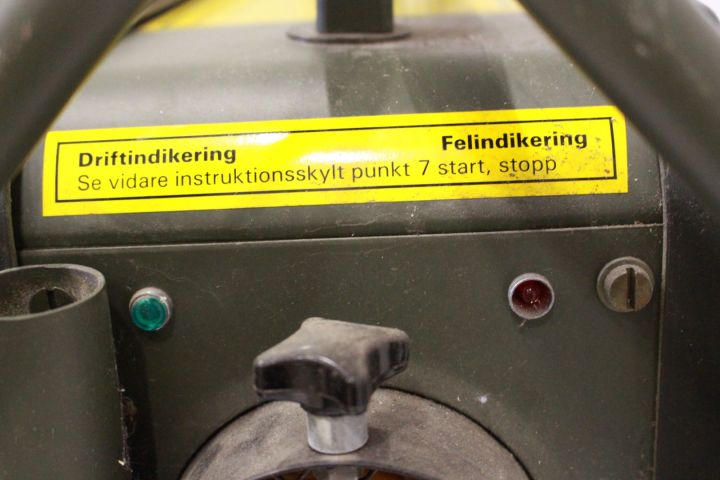 Driftindikering Felindikering
Se vidare instruktionsskylt punkt 7 start, stopp